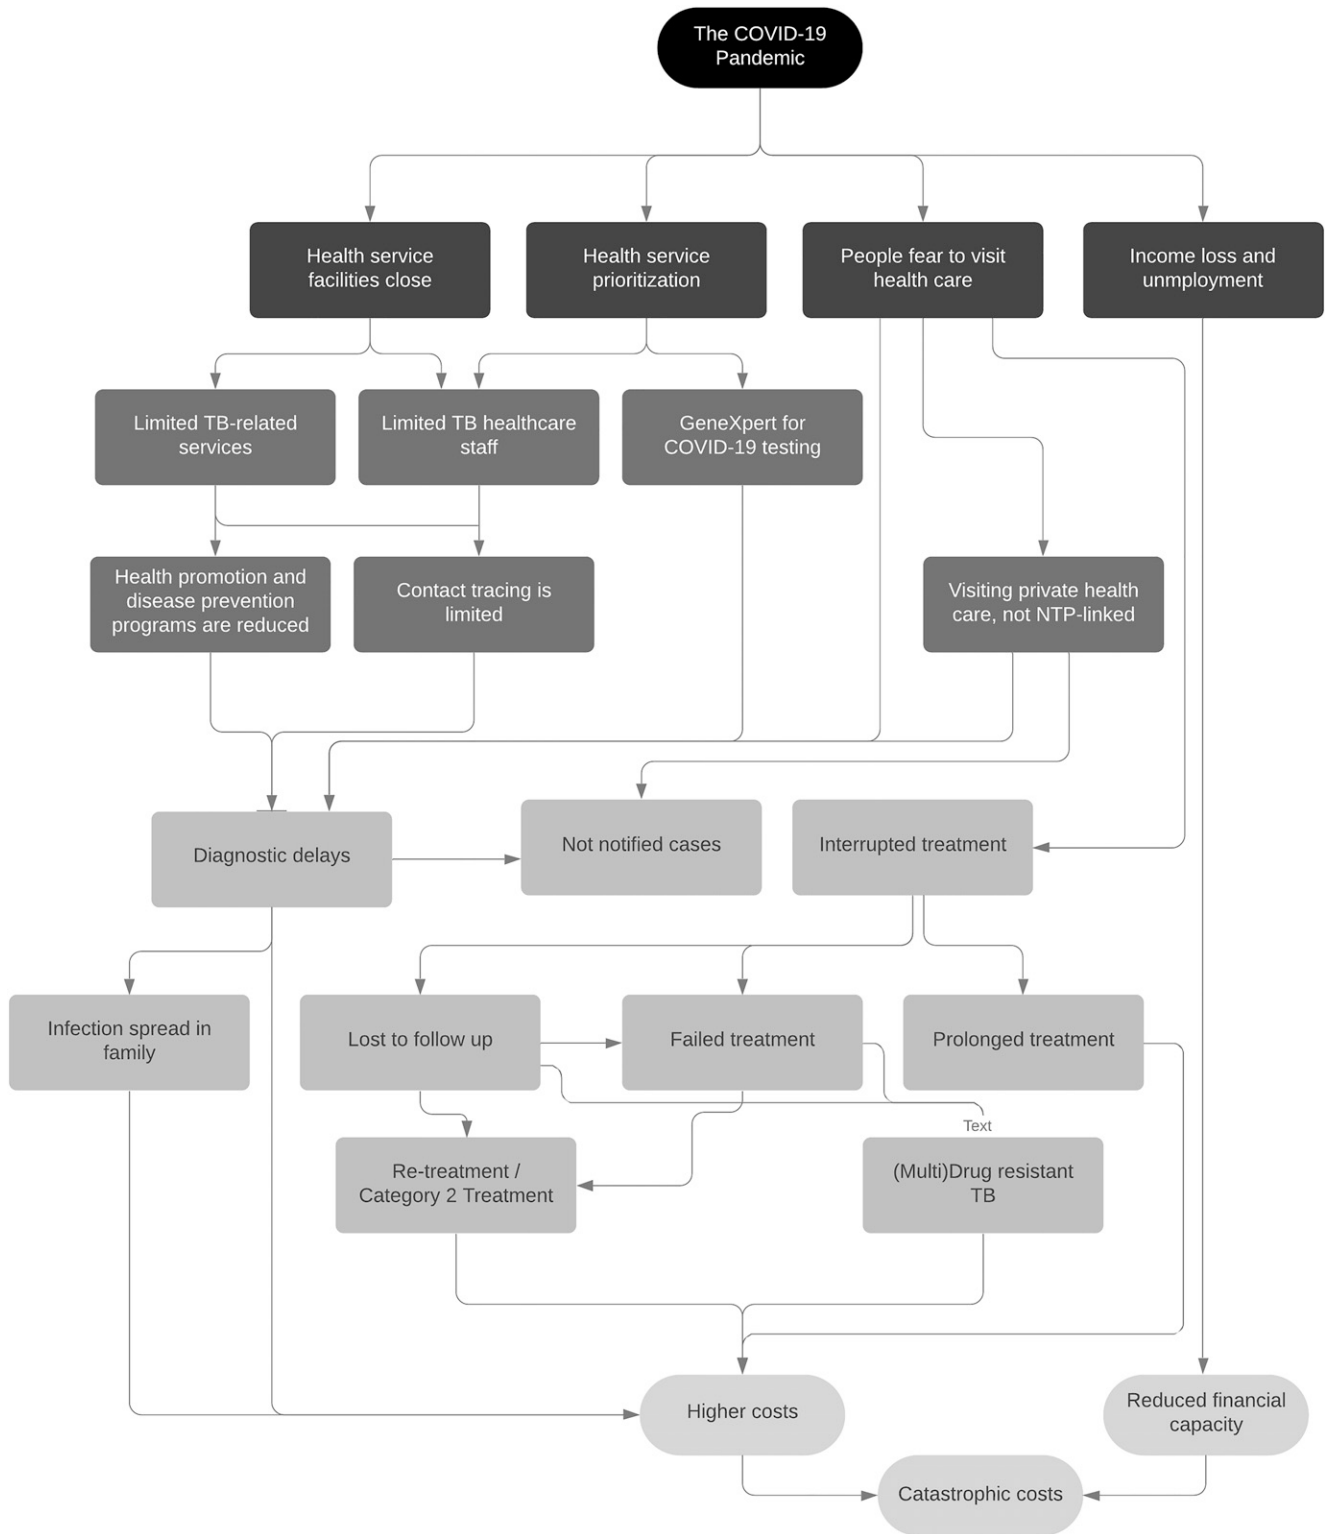 The COVID-19
Pandemic
Health service
facilities close
Health service
prioritization
People fear to visit
health care
Income loss and
unmployment
Limited TB-related
services
Limited TB healthcare
staff
GeneXpert for
COVID-19 testing
Health promotion and
disease prevention
programs are reduced
Contact tracing is
limited
Visiting private health
care, not NTP-linked
Diagnostic delays
Not notified cases
Interrupted treatment
Infection spread in
family
Lost to follow up
Failed treatment
Prolonged treatment
Text
Re-treatment /
Category 2 Treatment
(Multi)Drug resistant
TB
Higher costs
Reduced financial
capacity
Catastrophic costs